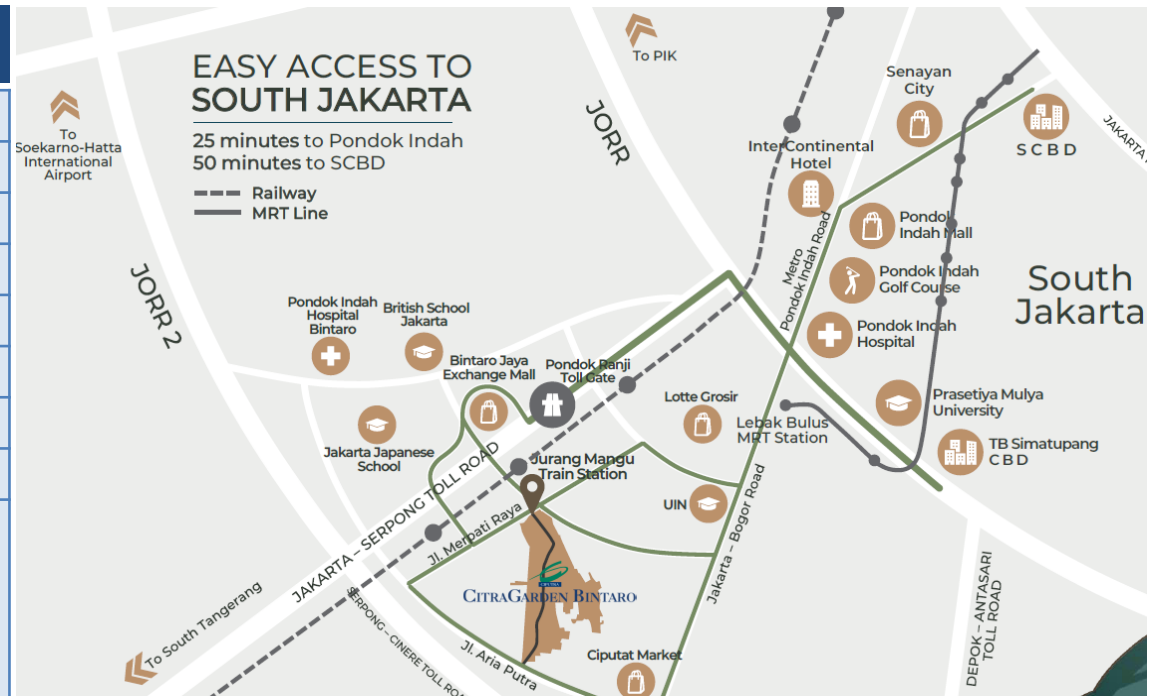 EASY ACCESS TO
SOUTH JAKARTA
25 minutes to Pondok Indah
50 minutes to SCBD
Railway
MRT Line
To
Soekarno-Hatta
International
Airport
To PIK
JORR
JORR 2
Senayan
City
SCBD
InterContinental
Hotel
Pondok
Indah Mall
Metro
Pondok Indah Road
Pondok Indah
Golf Course
South
Jakarta
Pondok Indah
Hospital
Pondok Indah
Hospital
Bintaro
British School
Jakarta
Bintaro Jaya
Exchange Mall
Pondok Ranji
Toll Gate
Lotte Grosir
Lebak Bulus
MRT Station
Prasetiya Mulya
University
TB Simatupang
CBD
Jakarta Japanese
School
Jurang Mangu
Train Station
UIN
JAKARTA – SERPONG TOLL ROAD
Jl. Merpati Raya
Jakarta – Bogor Road
CIPUTRA
CITRAGARDEN BINTARO
To South Tangerang
SERPONG – CINERE TOLL
Jl. Aria Putra
Ciputat Market
DEPOK – ANTASARI
TOLL ROAD
JAKARTA